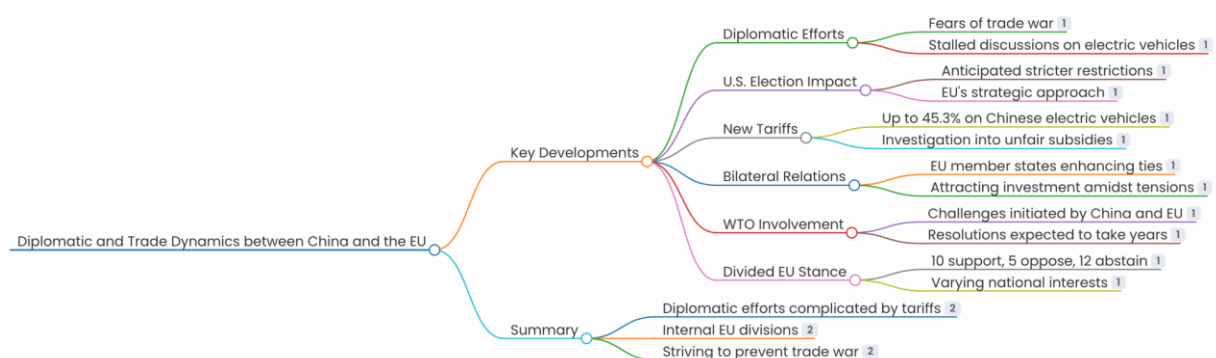 Diplomatic and Trade Dynamics between China and the EU
Key Developments
Diplomatic Efforts
Fears of trade war 1
Stalled discussions on electric vehicles 1
U.S. Election Impact
Anticipated stricter restrictions 1
EU's strategic approach 1
New Tariffs
Up to 45.3% on Chinese electric vehicles 1
Investigation into unfair subsidies 1
Bilateral Relations
EU member states enhancing ties 1
Attracting investment amidst tensions 1
WTO Involvement
Challenges initiated by China and EU 1
Resolutions expected to take years 1
Divided EU Stance
10 support, 5 oppose, 12 abstain 1
Varying national interests 1
Summary
Diplomatic efforts complicated by tariffs 2
Internal EU divisions 2
Striving to prevent trade war 2